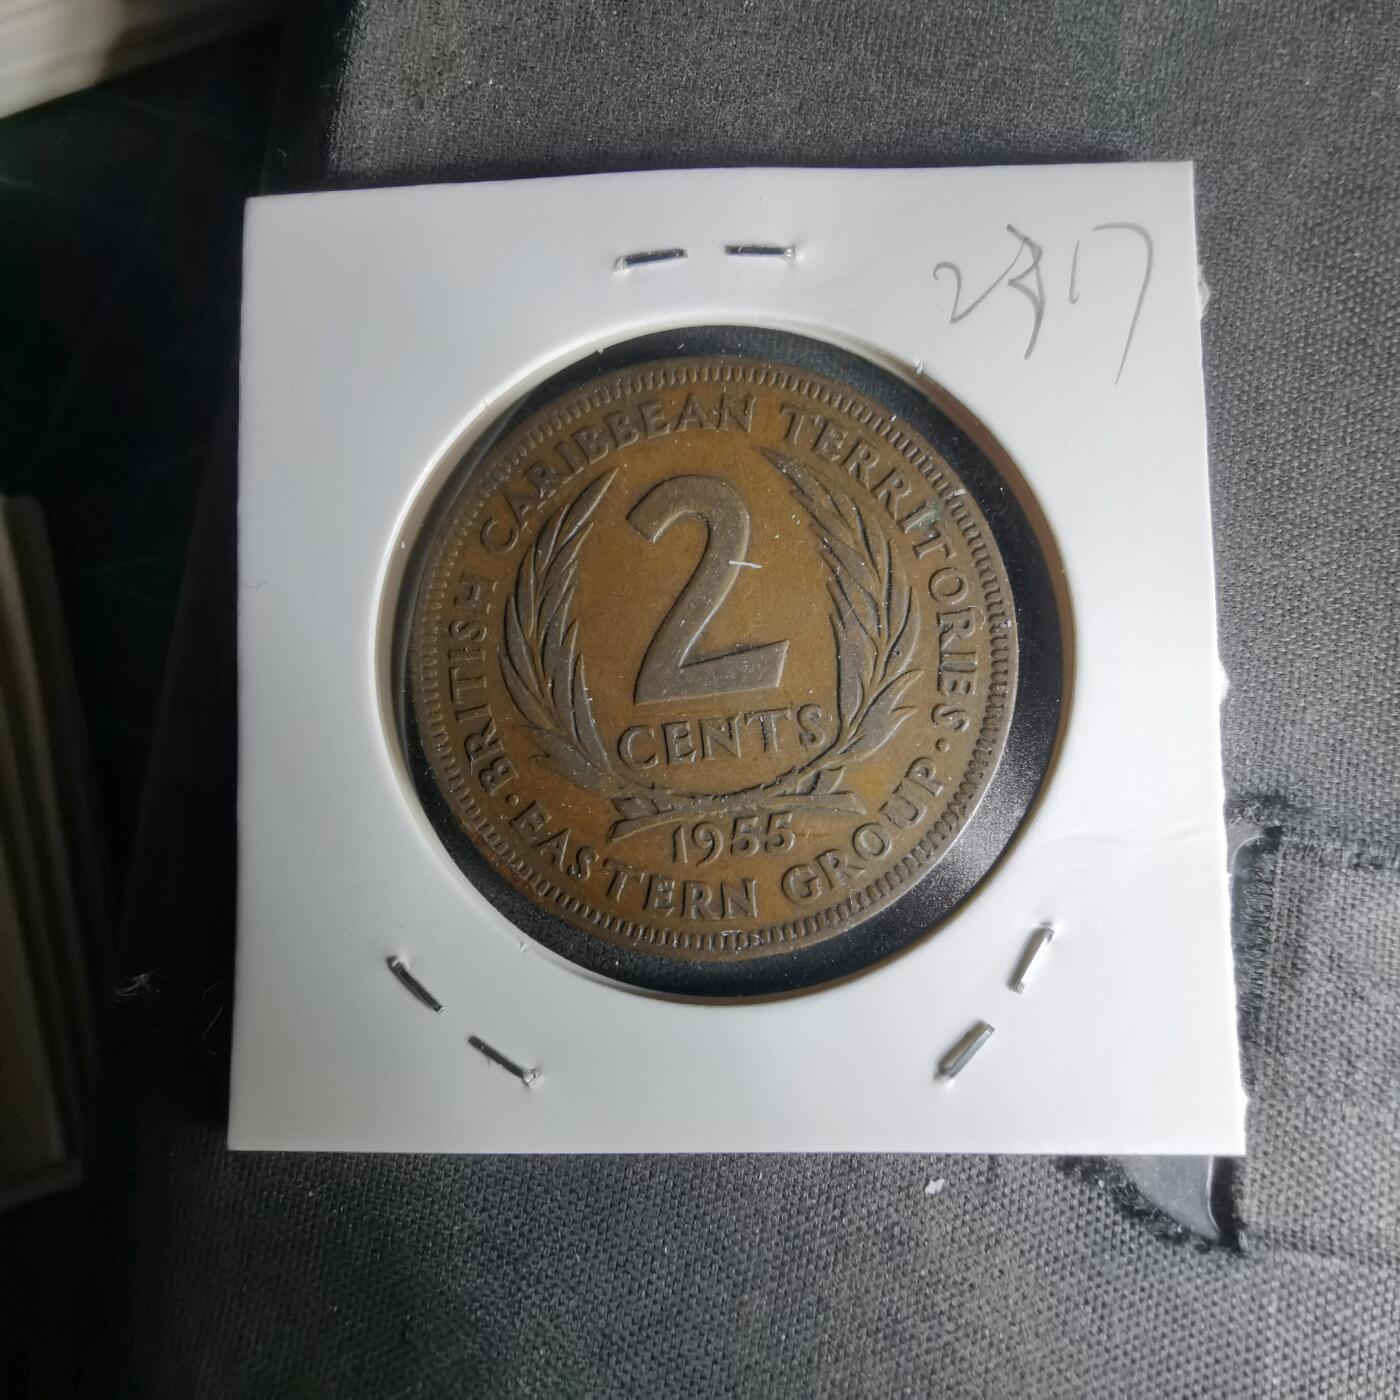 BRITISH CARIBBEAN TERRITORIES
2
CENTS
1955
· EASTERN GROUP ·